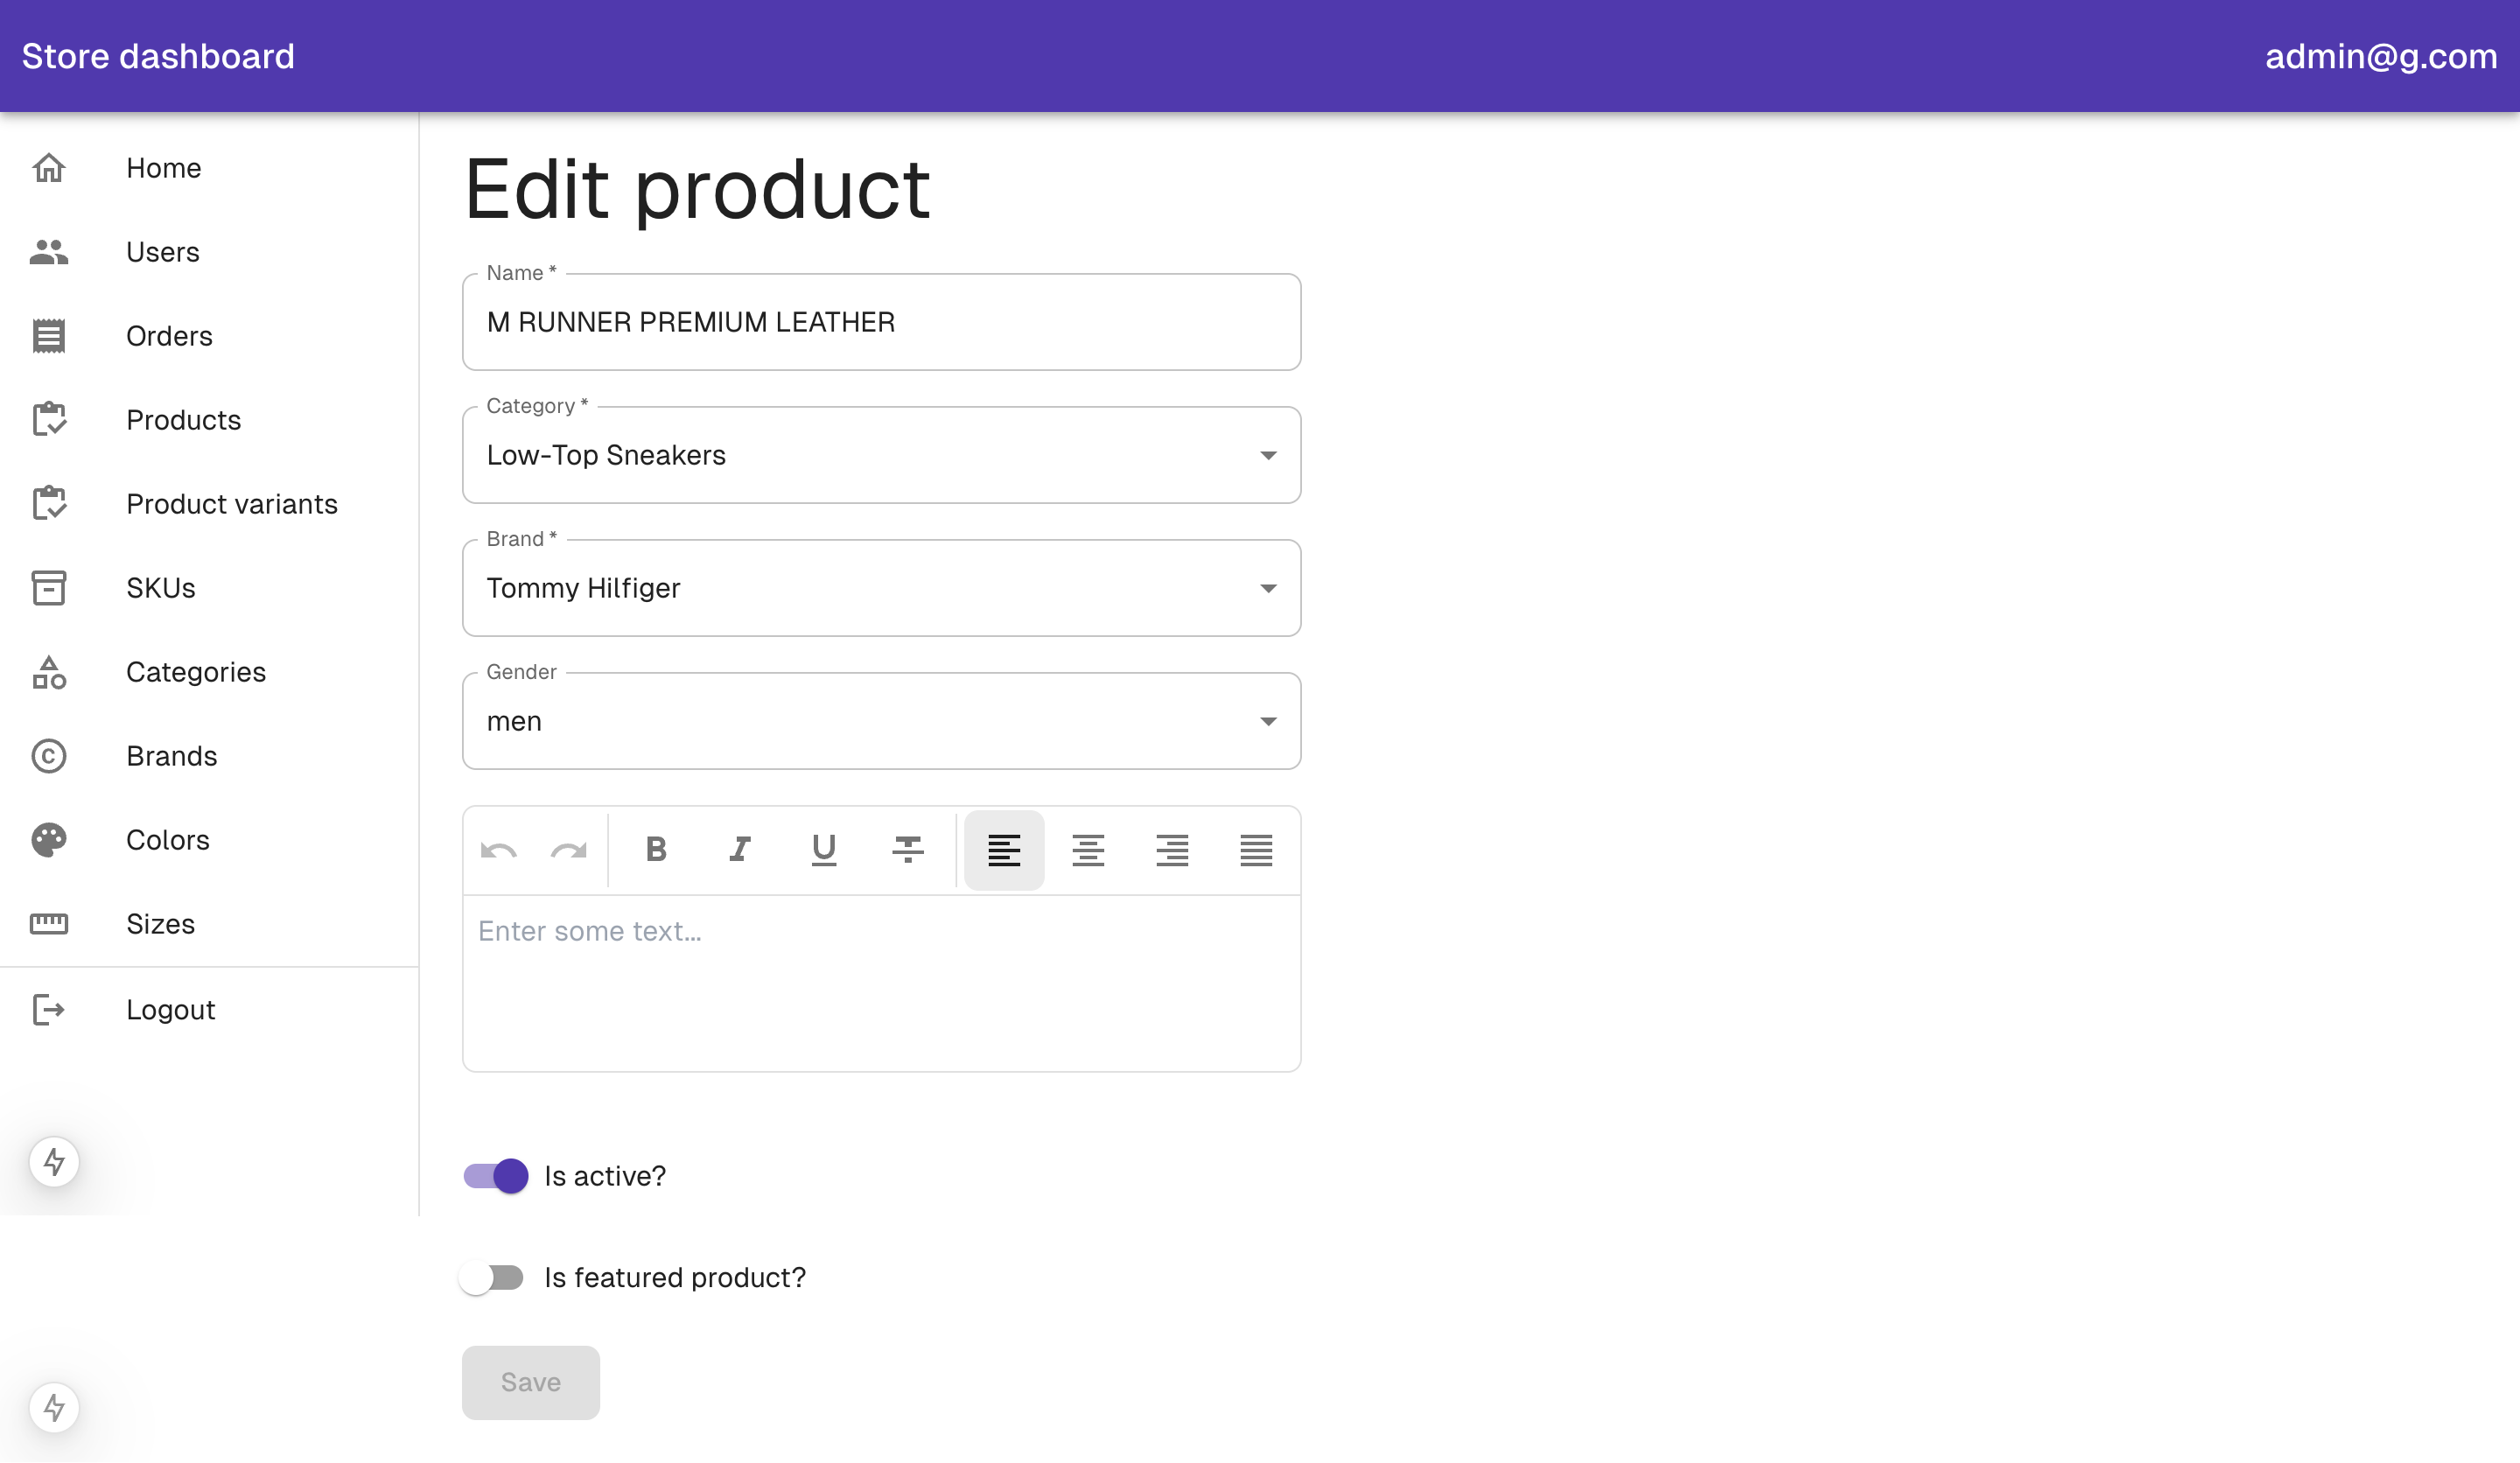 Store dashboard
admin@g.com
Home
Users
Orders
Products
Product variants
SKUs
Categories
Brands
Colors
Sizes
Logout
Edit product
Name *
M RUNNER PREMIUM LEATHER
Category *
Low-Top Sneakers
Brand *
Tommy Hilfiger
Gender
men
Enter some text...
Is active?
Is featured product?
Save